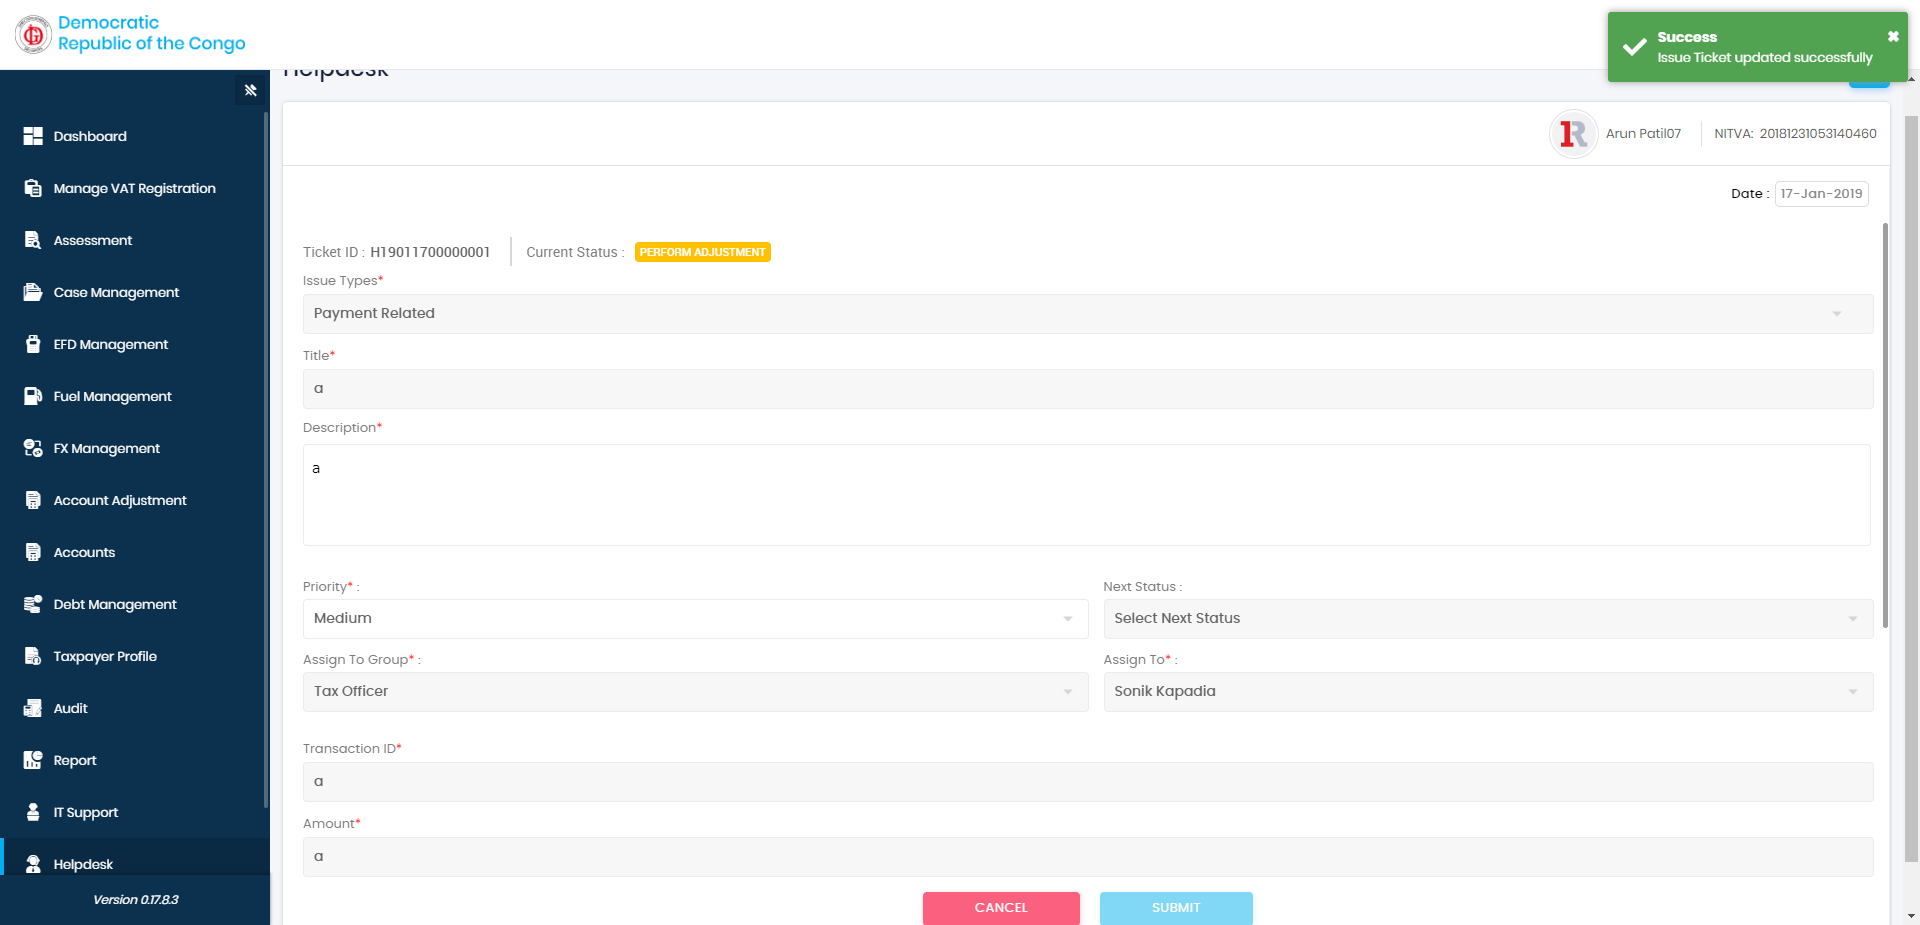 Democratic
Republic of the Congo
Success
Issue Ticket updated successfully
Helpdesk
Dashboard
Manage VAT Registration
Assessment
Case Management
EFD Management
Fuel Management
FX Management
Account Adjustment
Accounts
Debt Management
Taxpayer Profile
Audit
Report
IT Support
Helpdesk
Version 0.17.8.3
Arun Patil07
NITVA: 20181231053140460
Date : 17-Jan-2019
Ticket ID : H19011700000001
Current Status : PERFORM ADJUSTMENT
Issue Types*
Payment Related
Title*
a
Description*
a
Priority* :
Medium
Next Status :
Select Next Status
Assign To Group* :
Tax Officer
Assign To* :
Sonik Kapadia
Transaction ID*
a
Amount*
a
CANCEL
SUBMIT